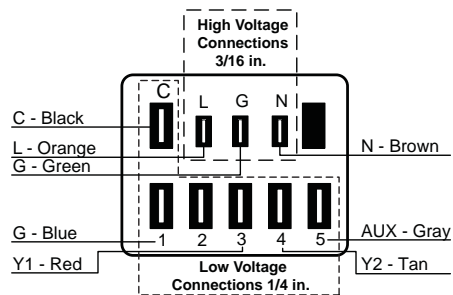 High Voltage
Connections
3/16 in.
C
L G N
C - Black
L - Orange
G - Green
N - Brown
G - Blue
Y1 - Red
1 2 3 4 5
AUX - Gray
Y2 - Tan
Low Voltage
Connections 1/4 in.